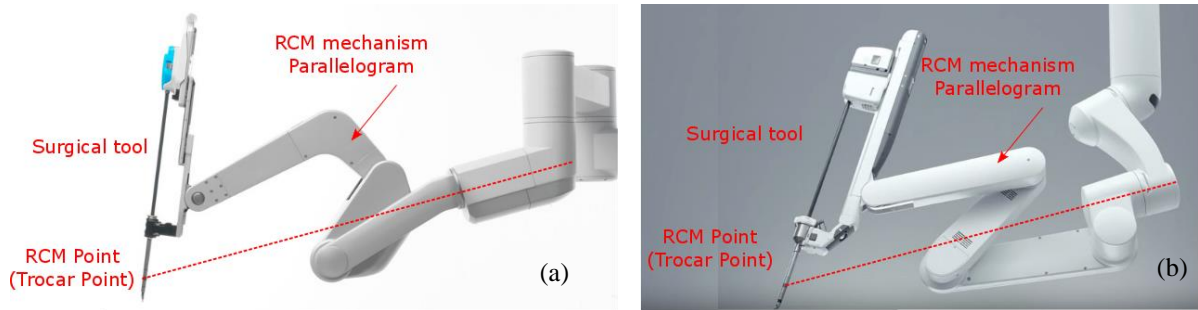 RCM mechanism
Parallelogram
Surgical tool
RCM Point
(Trocar Point)
(a)
RCM mechanism
Parallelogram
Surgical tool
RCM Point
(Trocar Point)
(b)